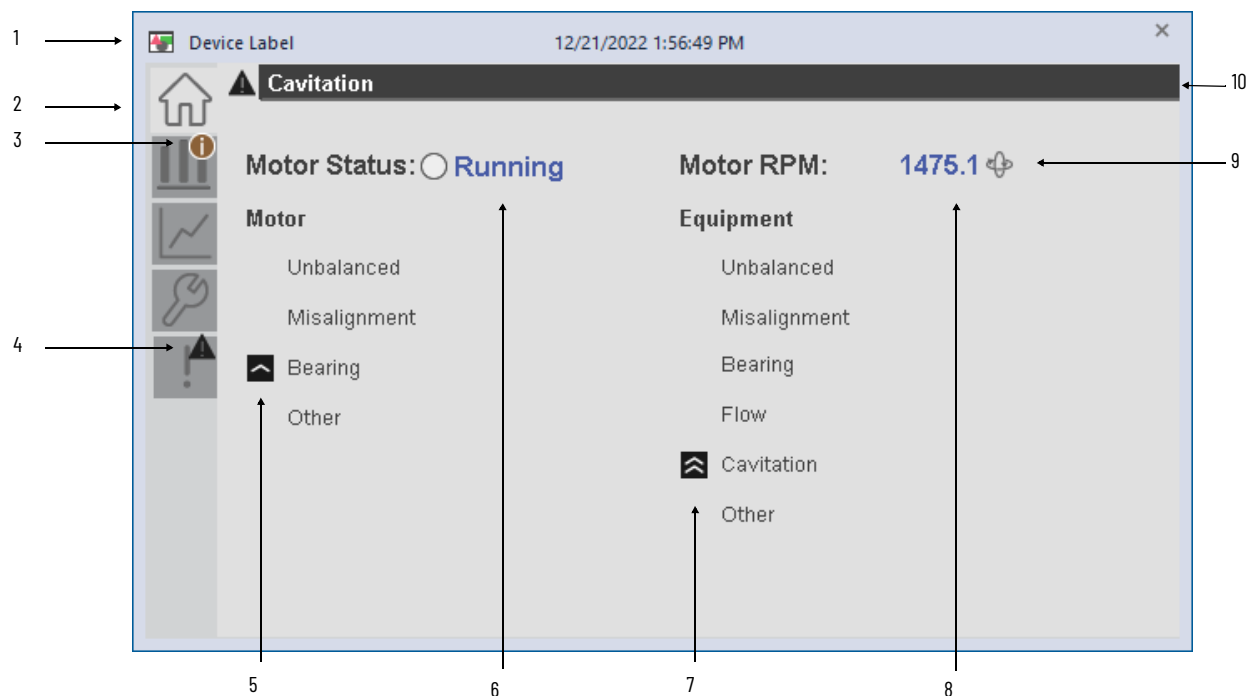 1
Device Label 12/21/2022 1:56:49 PM
2
Cavitation
10
3
Motor Status: Running
Motor RPM: 1475.1
9
Motor
Unbalanced
Misalignment
Bearing
Other
Equipment
Unbalanced
Misalignment
Bearing
Flow
Cavitation
Other
4
5
6
7
8